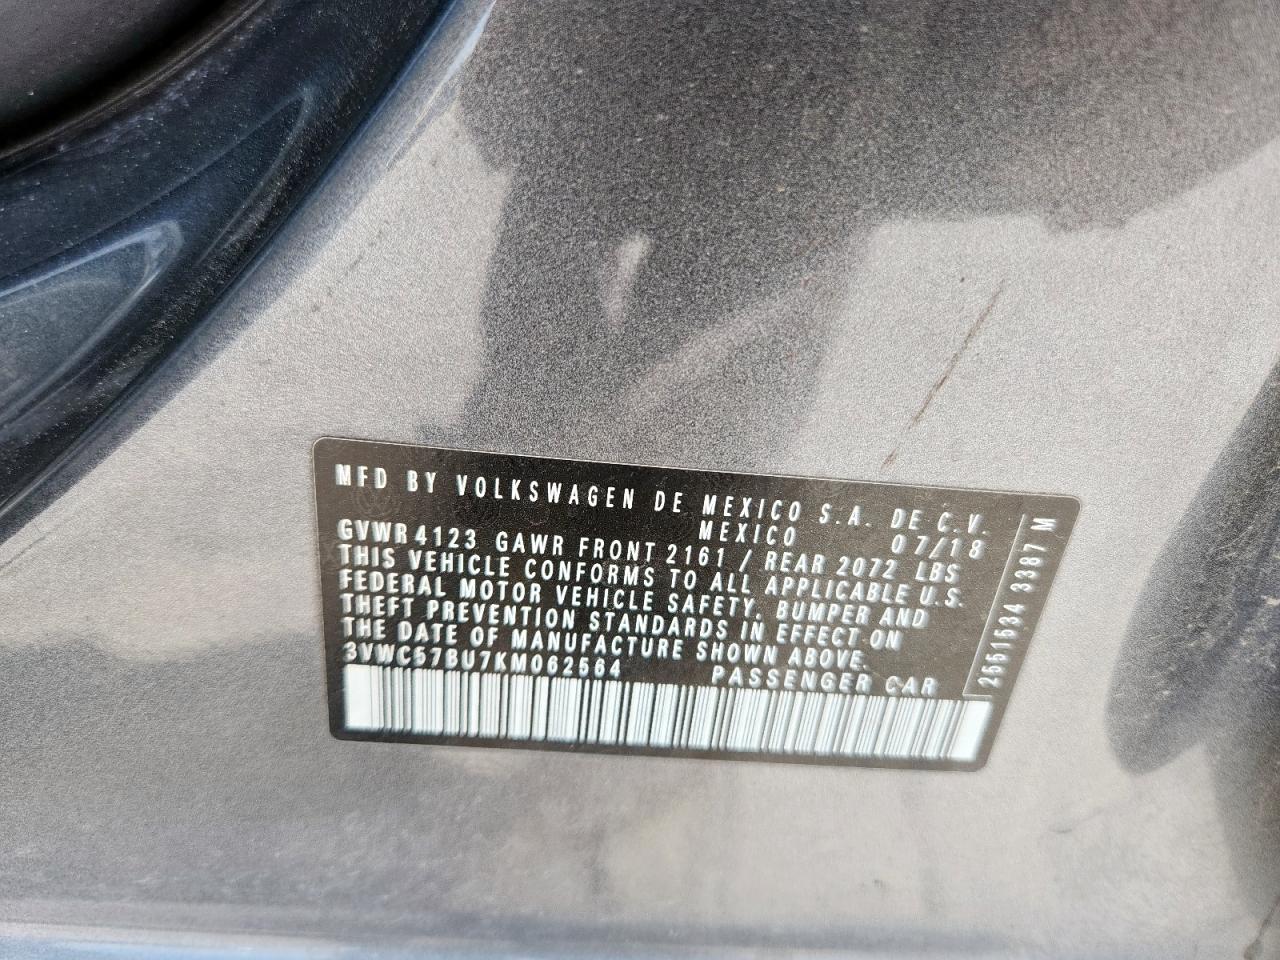 MFD BY VOLKSWAGEN DE MEXICO S.A. DE C.V.
MEXICO 07/18
GVWR 4123 GAWR FRONT 2161 / REAR 2072 LBS
THIS VEHICLE CONFORMS TO ALL APPLICABLE U.S.
FEDERAL MOTOR VEHICLE SAFETY, BUMPER AND
THEFT PREVENTION STANDARDS IN EFFECT ON
THE DATE OF MANUFACTURE SHOWN ABOVE.
3VWC57BU7KM062564 PASSENGER CAR
2551534 3387 M